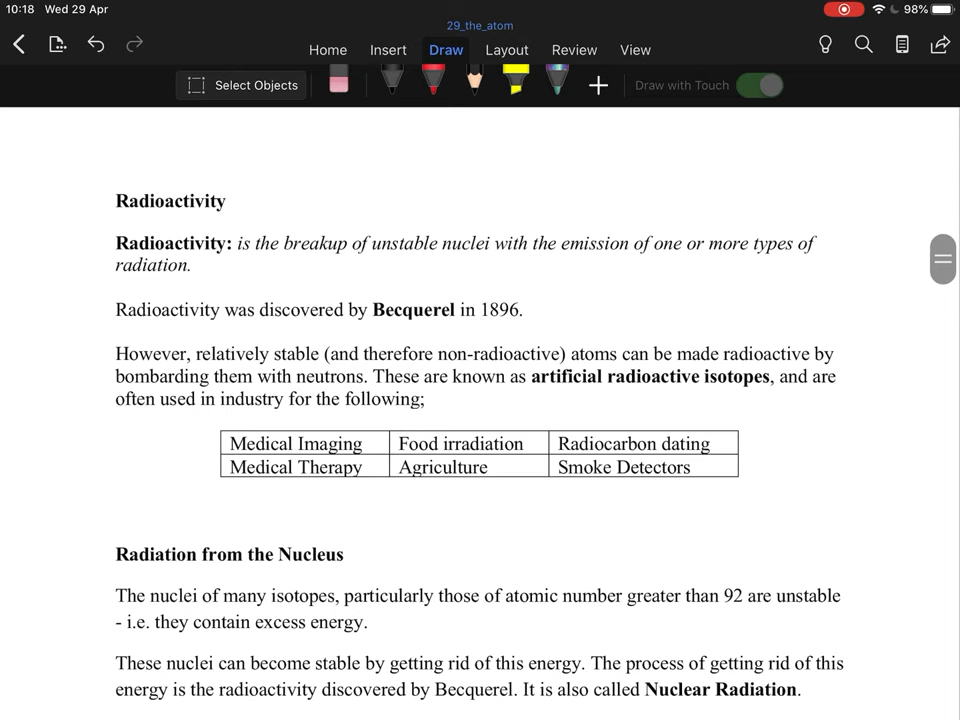 10:18 Wed 29 Apr
98%
29_the_atom
Home Insert Draw Layout Review View
Select Objects
Draw with Touch
Radioactivity
Radioactivity: is the breakup of unstable nuclei with the emission of one or more types of
radiation.
Radioactivity was discovered by Becquerel in 1896.
However, relatively stable (and therefore non-radioactive) atoms can be made radioactive by
bombarding them with neutrons. These are known as artificial radioactive isotopes, and are
often used in industry for the following;
Medical Imaging Food irradiation Radiocarbon dating
Medical Therapy Agriculture Smoke Detectors
Radiation from the Nucleus
The nuclei of many isotopes, particularly those of atomic number greater than 92 are unstable
- i.e. they contain excess energy.
These nuclei can become stable by getting rid of this energy. The process of getting rid of this
energy is the radioactivity discovered by Becquerel. It is also called Nuclear Radiation.